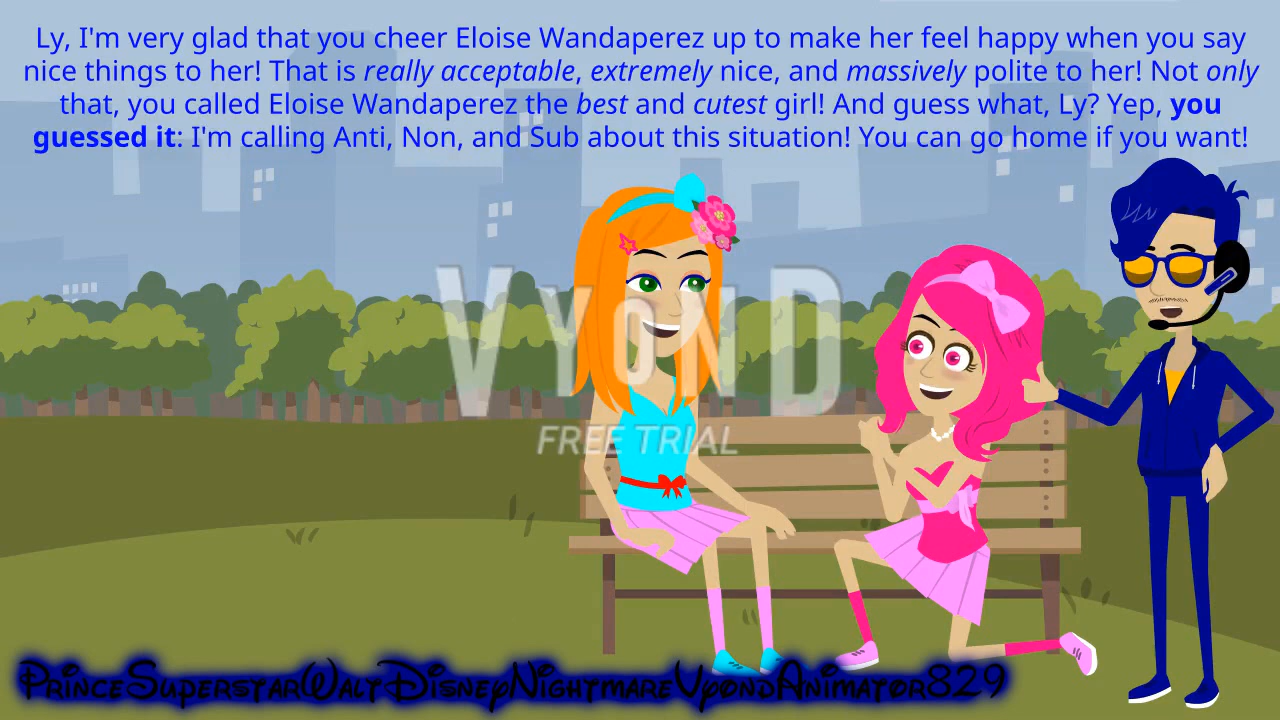 Ly, I'm very glad that you cheer Eloise Wandaperez up to make her feel happy when you say
nice things to her! That is really acceptable, extremely nice, and massively polite to her! Not only
that, you called Eloise Wandaperez the best and cutest girl! And guess what, Ly? Yep, you
guessed it: I'm calling Anti, Non, and Sub about this situation! You can go home if you want!
VYOND
FREE TRIAL
PrinceSuperstarWaltDisneyNightmareVyondAnimator829